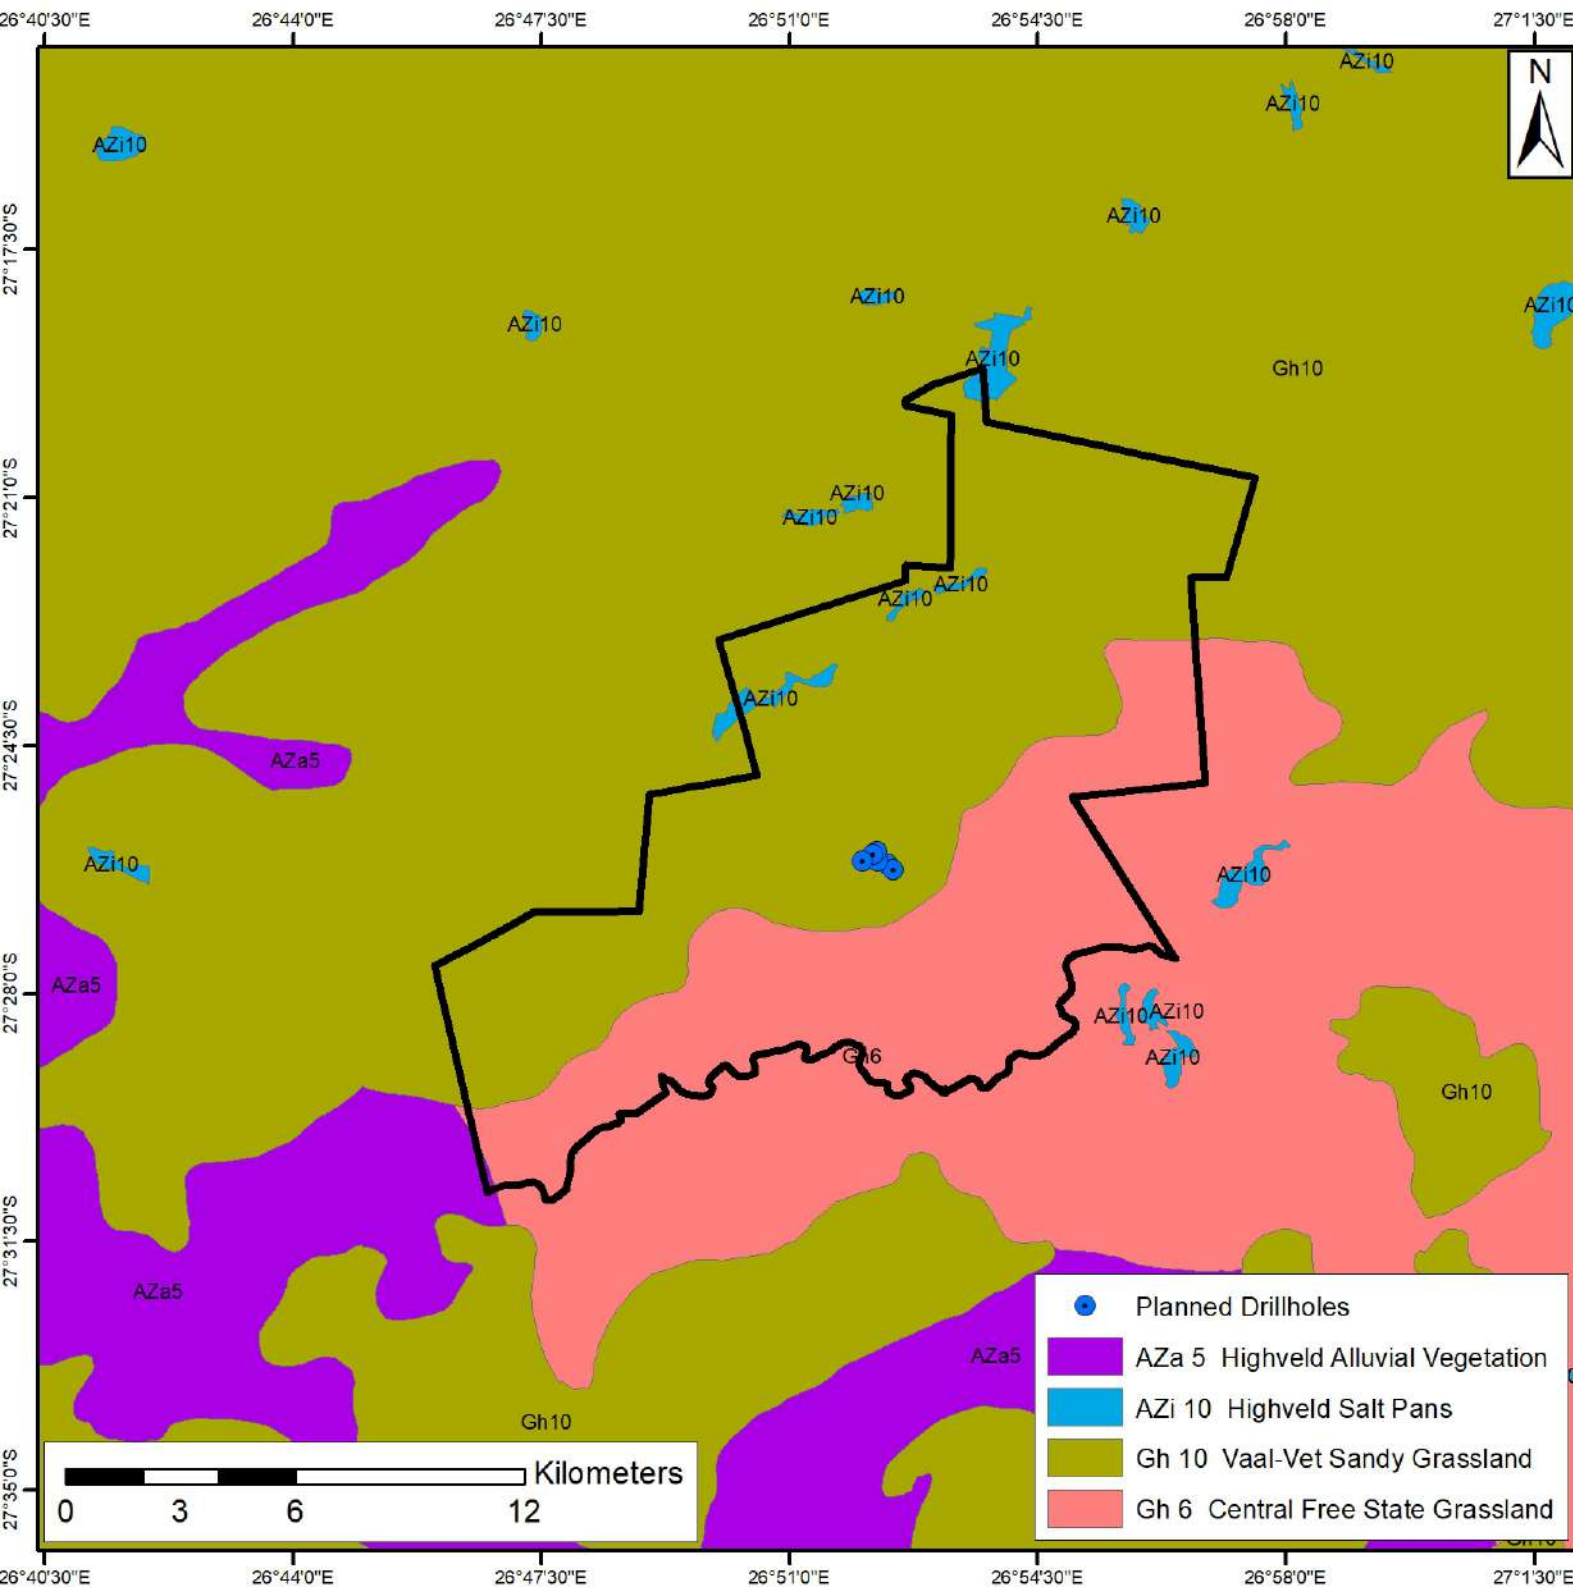 26°40'30"E 26°44'0"E 26°47'30"E 26°51'0"E 26°54'30"E 26°58'0"E 27°1'30"E
N
AZi10
AZi10
AZi10
AZi10
27°17'30"S
AZi10
AZi10
AZi10
AZi10
Gh10
27°21'0"S
AZi10
AZi10
AZi10
AZi10
AZi10
27°24'30"S
AZa5
AZi10
AZi10
27°28'0"S
AZa5
AZi10 AZi10
Gh6
AZi10
Gh10
27°31'30"S
AZa5
AZa5
Gh10
Planned Drillholes
AZa 5 Highveld Alluvial Vegetation
AZi 10 Highveld Salt Pans
Gh 10 Vaal-Vet Sandy Grassland
Gh 6 Central Free State Grassland
Kilometers
0 3 6 12
27°35'0"S
26°40'30"E 26°44'0"E 26°47'30"E 26°51'0"E 26°54'30"E 26°58'0"E 27°1'30"E